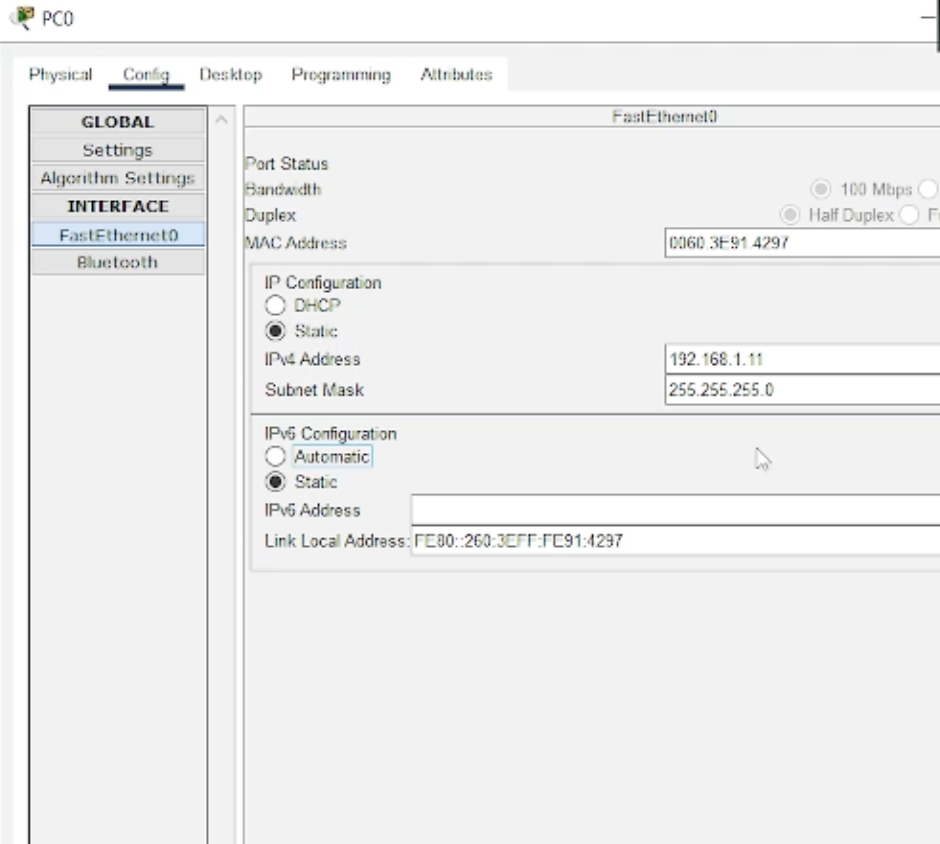 PC0
Physical Config Desktop Programming Attributes
GLOBAL
Settings
Algorithm Settings
INTERFACE
FastEthernet0
Bluetooth
FastEthernet0
Port Status
Bandwidth 100 Mbps
Duplex Half Duplex
MAC Address 0060.3E91.4297
IP Configuration
DHCP
Static
IPv4 Address 192.168.1.11
Subnet Mask 255.255.255.0
IPv6 Configuration
Automatic
Static
IPv6 Address
Link Local Address: FE80::260:3EFF:FE91:4297